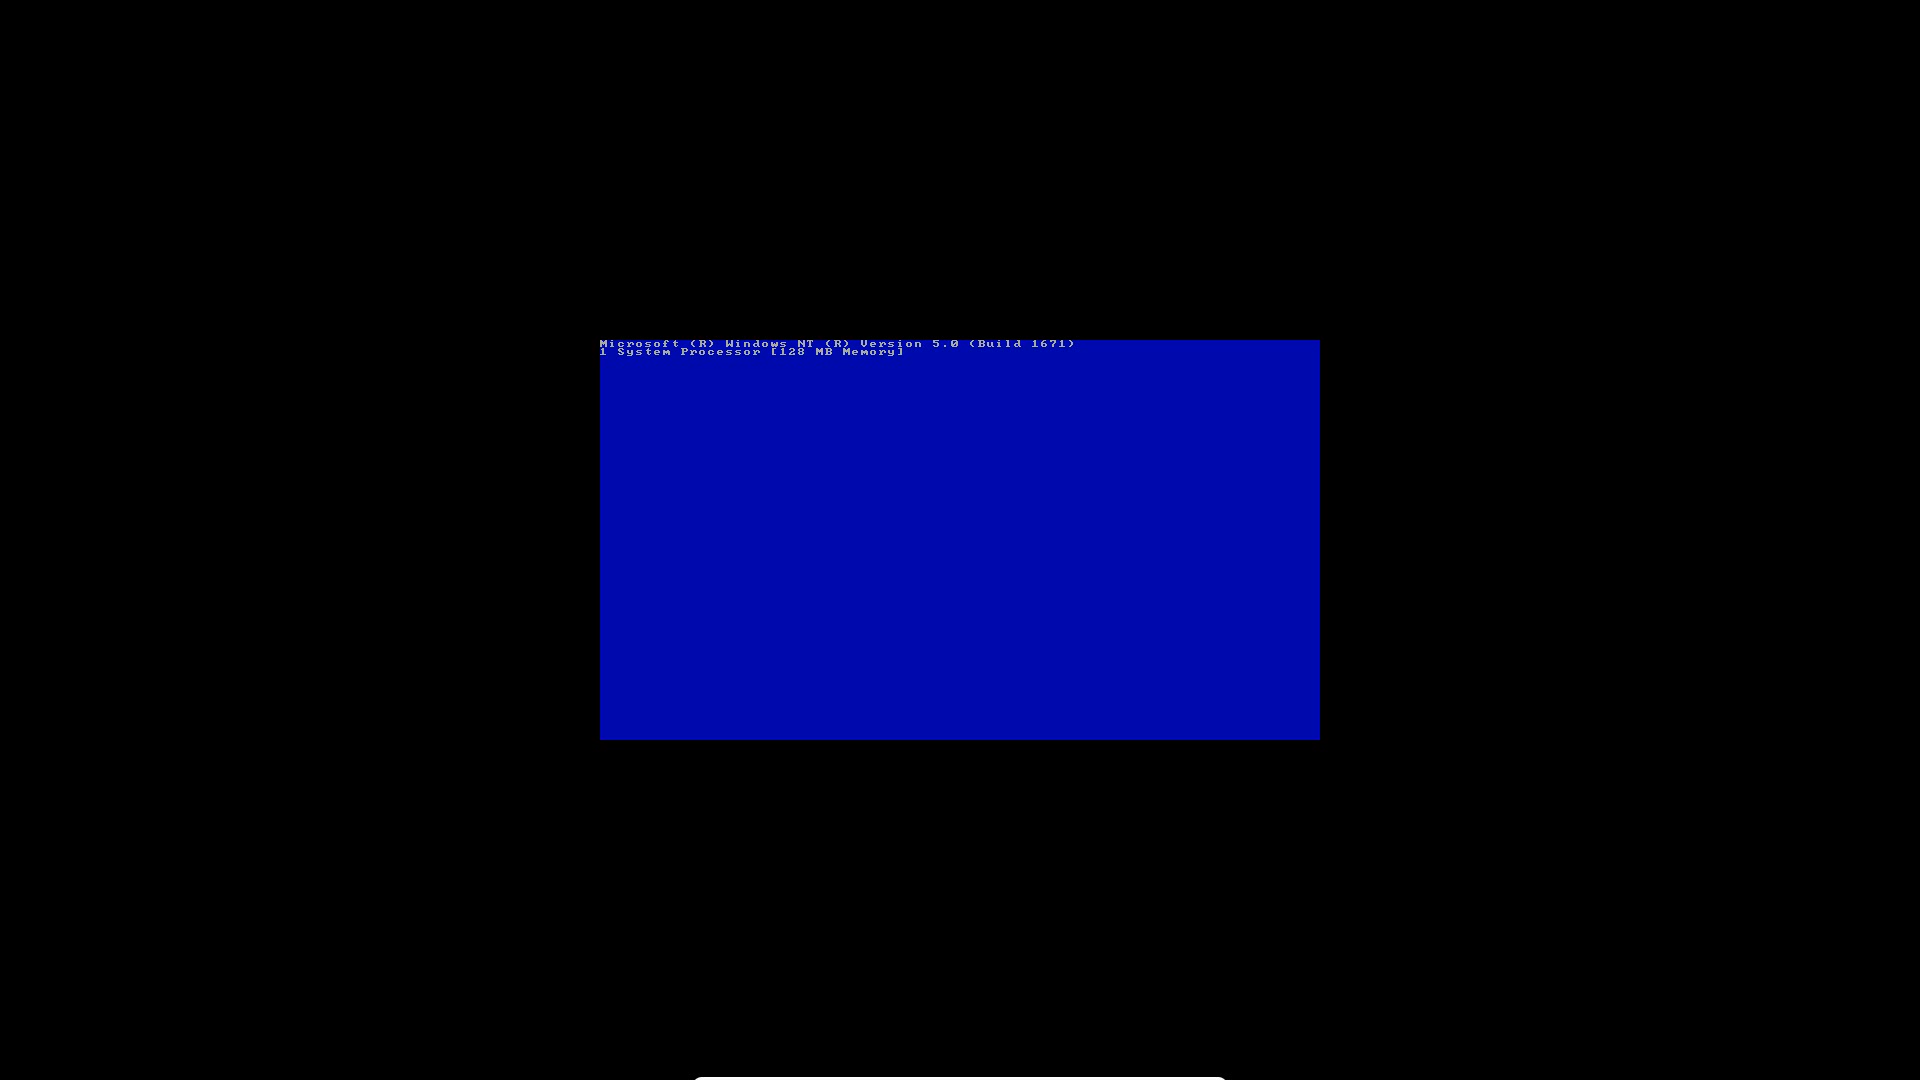 Microsoft (R) Windows NT (R) Version 5.0 (Build 1671)
1 System Processor [128 MB Memory]